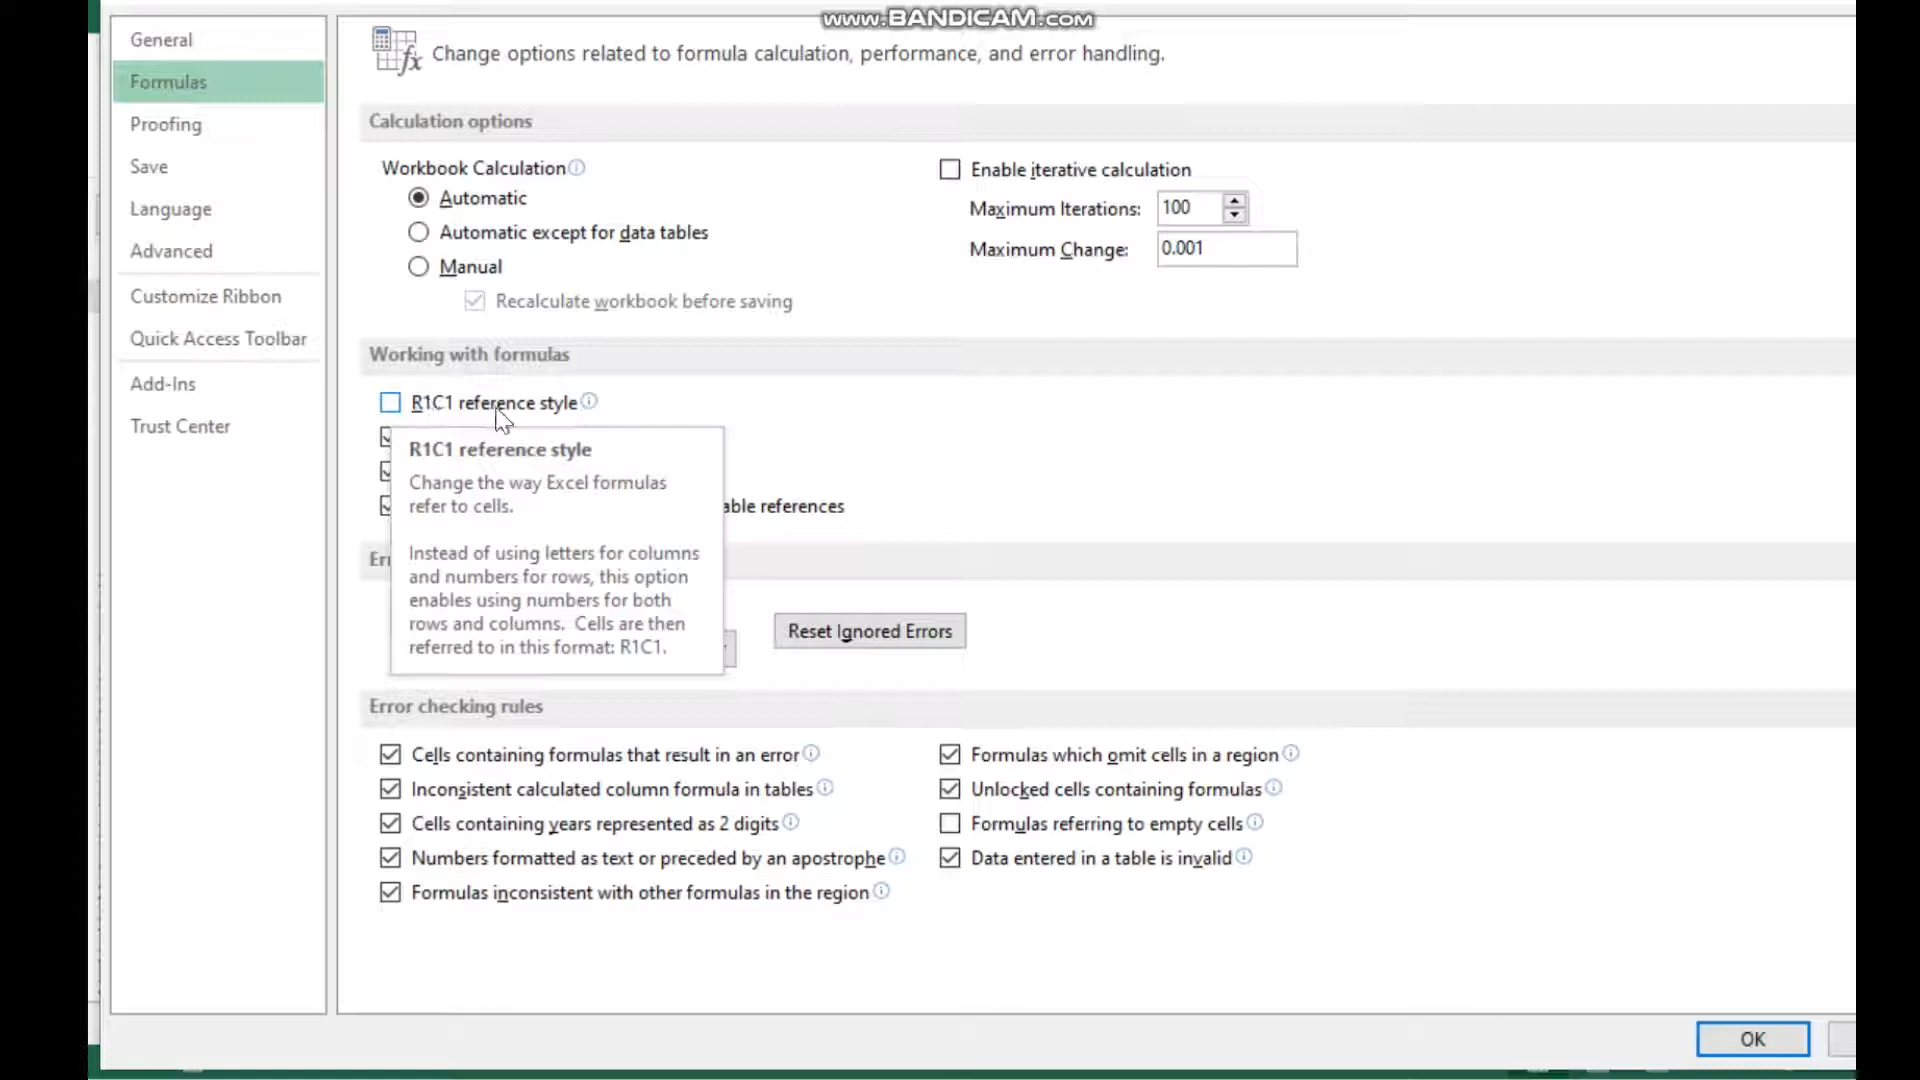 www.BANDICAM.com
General
Formulas
Proofing
Save
Language
Advanced
Customize Ribbon
Quick Access Toolbar
Add-Ins
Trust Center
Change options related to formula calculation, performance, and error handling.
Calculation options
Workbook Calculation
Automatic
Automatic except for data tables
Manual
Recalculate workbook before saving
Enable iterative calculation
Maximum Iterations: 100
Maximum Change: 0.001
Working with formulas
R1C1 reference style
R1C1 reference style
Change the way Excel formulas
refer to cells.
Instead of using letters for columns
and numbers for rows, this option
enables using numbers for both
rows and columns. Cells are then
referred to in this format: R1C1.
able references
Err
Reset Ignored Errors
Error checking rules
Cells containing formulas that result in an error
Inconsistent calculated column formula in tables
Cells containing years represented as 2 digits
Numbers formatted as text or preceded by an apostrophe
Formulas inconsistent with other formulas in the region
Formulas which omit cells in a region
Unlocked cells containing formulas
Formulas referring to empty cells
Data entered in a table is invalid
OK